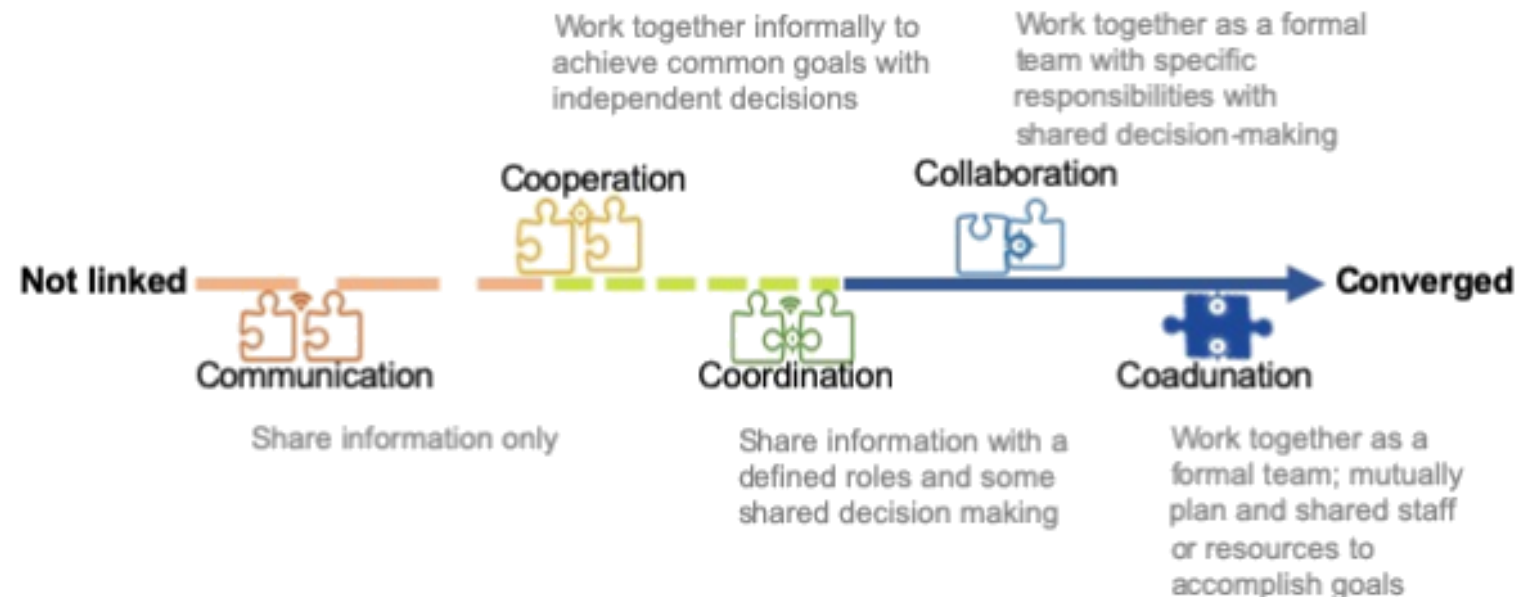 Work together informally to
achieve common goals with
independent decisions
Work together as a formal
team with specific
responsibilities with
shared decision-making
Cooperation
Collaboration
Not linked
Converged
Communication
Coordination
Coadunation
Share information only
Share information with a
defined roles and some
shared decision making
Work together as a
formal team; mutually
plan and shared staff
or resources to
accomplish goals